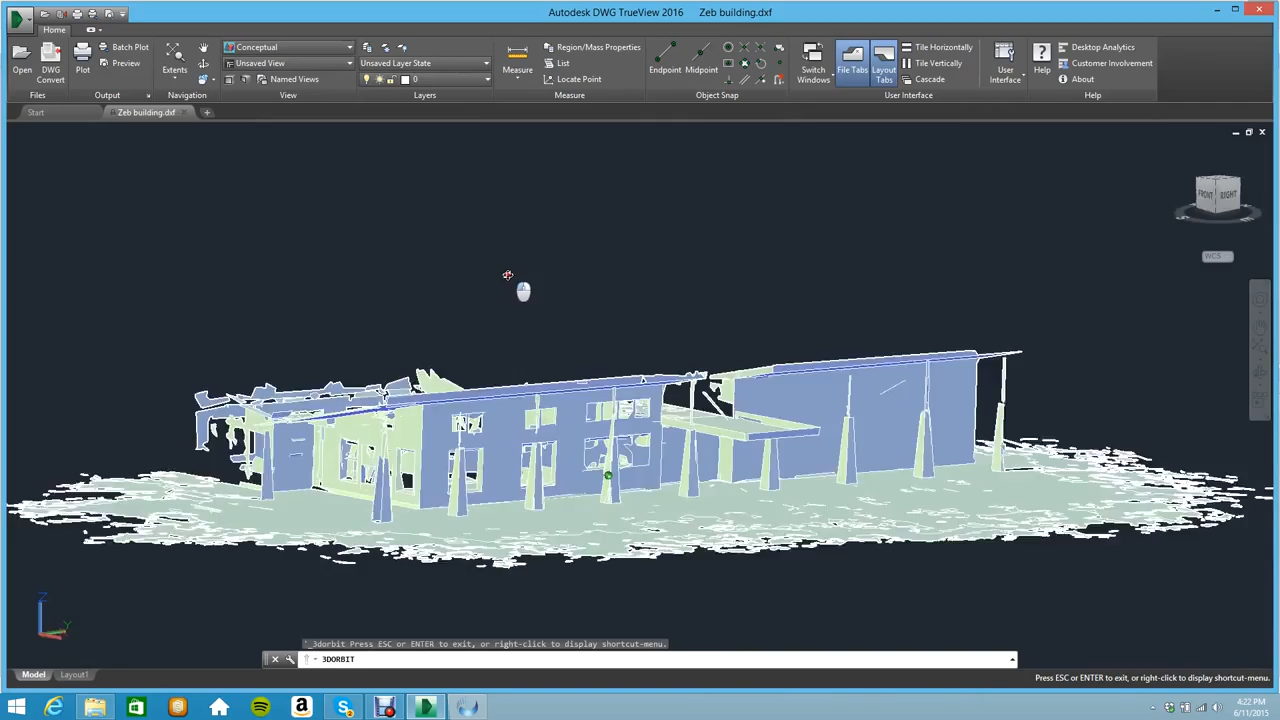 Autodesk DWG TrueView 2016 Zeb building.dxf
Home
Open
DWG Convert
Files
Plot
Batch Plot
Preview
Output
Extents
Navigation
Conceptual
Unsaved View
Named Views
View
Unsaved Layer State
0
Layers
Measure
Region/Mass Properties
List
Locate Point
Measure
Endpoint
Midpoint
Object Snap
Switch Windows
File Tabs
Layout Tabs
Tile Horizontally
Tile Vertically
Cascade
User Interface
User Interface
Help
Desktop Analytics
Customer Involvement
About
Help
Start
Zeb building.dxf
FRONT
RIGHT
WCS
Z
Y
'_3dorbit Press ESC or ENTER to exit, or right-click to display shortcut-menu.
3DORBIT
Model
Layout1
Press ESC or ENTER to exit, or right-click to display shortcut-menu.
4:22 PM
6/11/2015